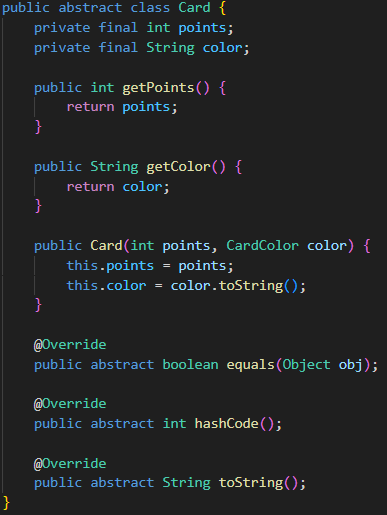 public abstract class Card {
    private final int points;
    private final String color;

    public int getPoints() {
        return points;
    }

    public String getColor() {
        return color;
    }

    public Card(int points, CardColor color) {
        this.points = points;
        this.color = color.toString();
    }

    @Override
    public abstract boolean equals(Object obj);

    @Override
    public abstract int hashCode();

    @Override
    public abstract String toString();
}